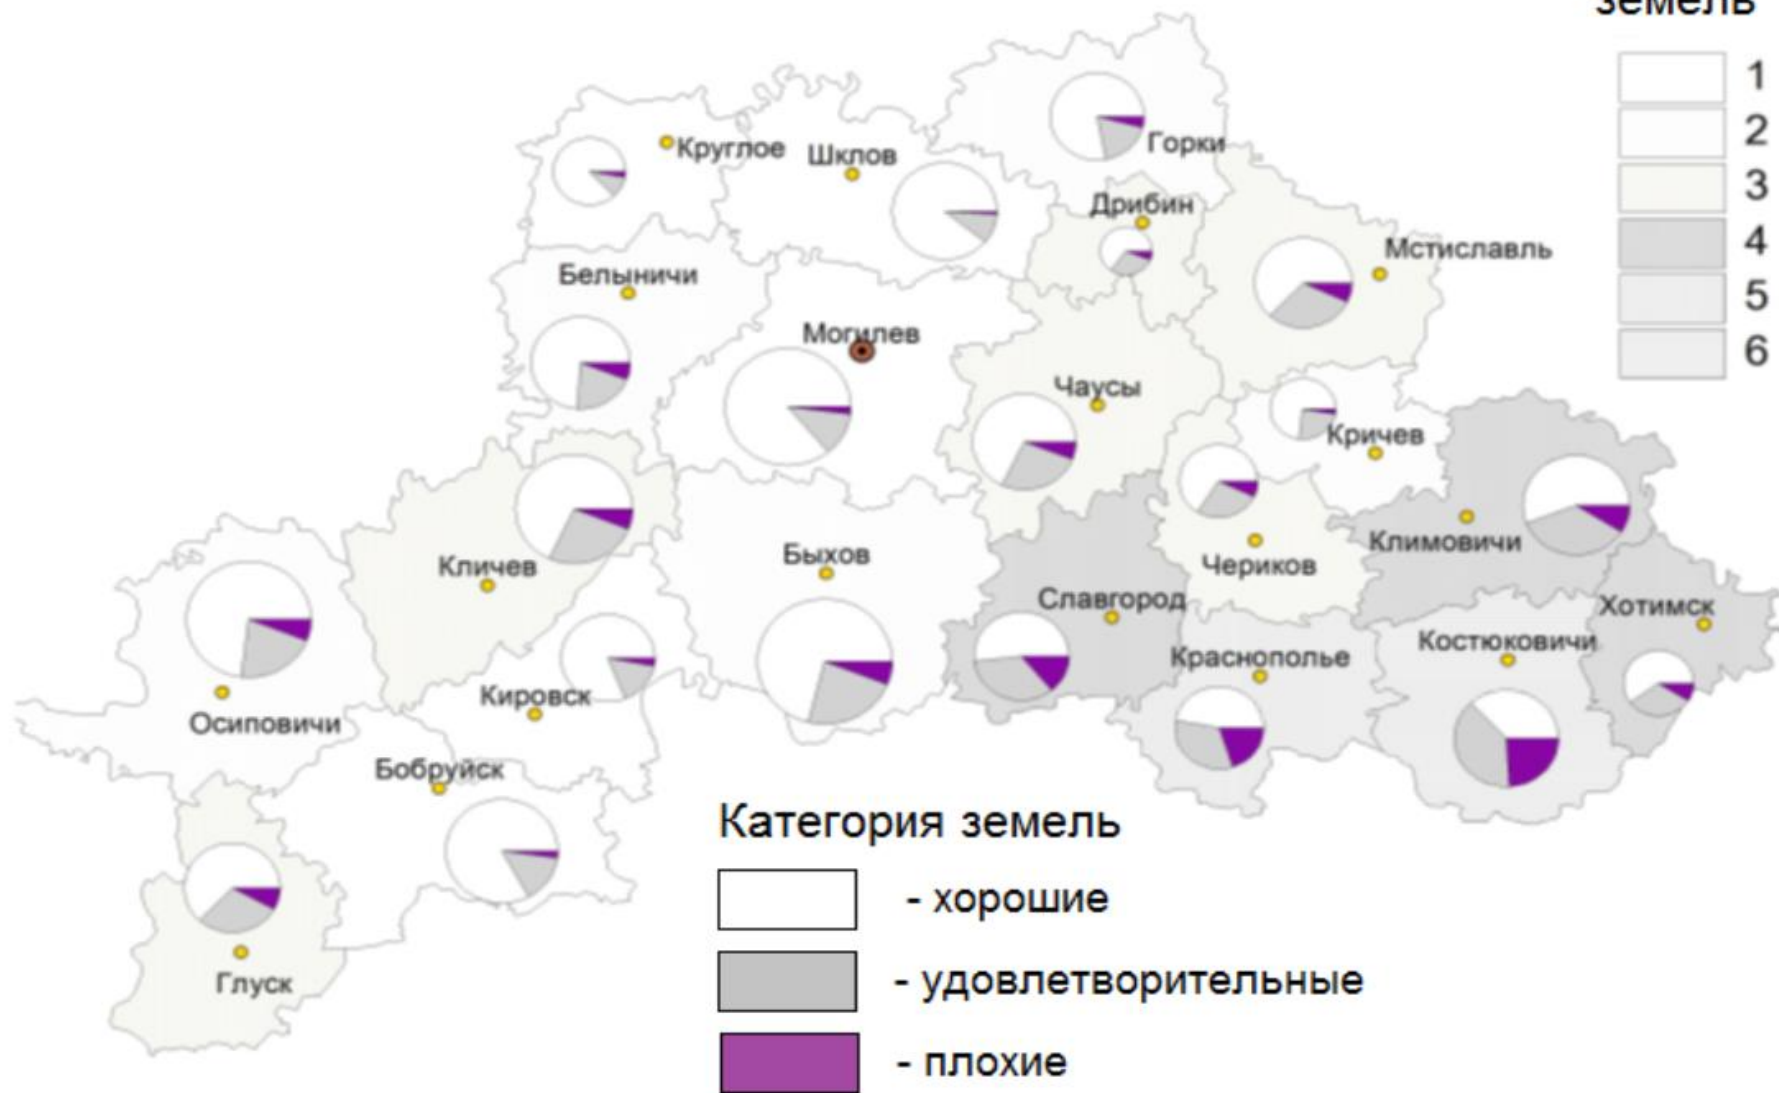 земель
1
2
3
4
5
6
Горки
Круглое
Шклов
Дрибин
Мстиславль
Белыничи
Могилев
Чаусы
Кричев
Климовичи
Кличев
Быхов
Чериков
Славгород
Хотимск
Костюковичи
Краснополье
Кировск
Осиповичи
Бобруйск
Глуск
Категория земель
- хорошие
- удовлетворительные
- плохие